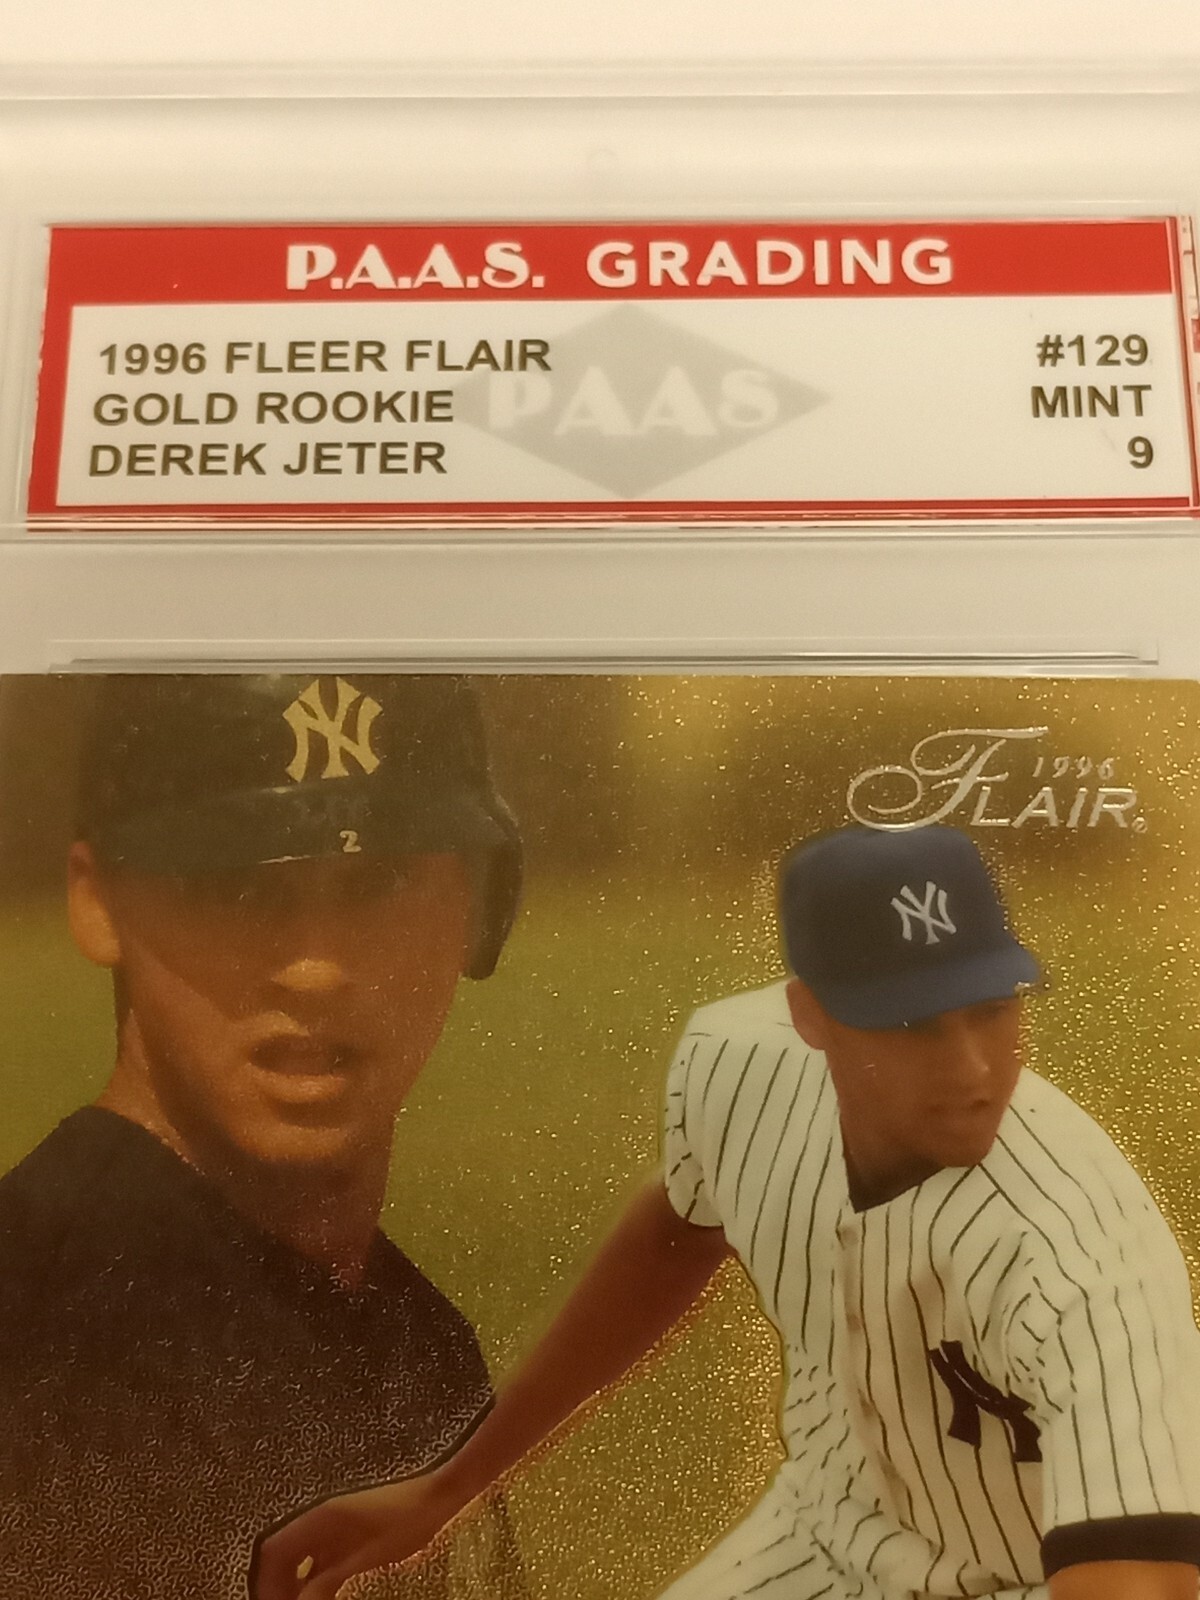 P.A.A.S. GRADING
1996 FLEER FLAIR
GOLD ROOKIE
DEREK JETER
#129
MINT
9
PAAS
NY
2
1996
FLAIR
NY
NY